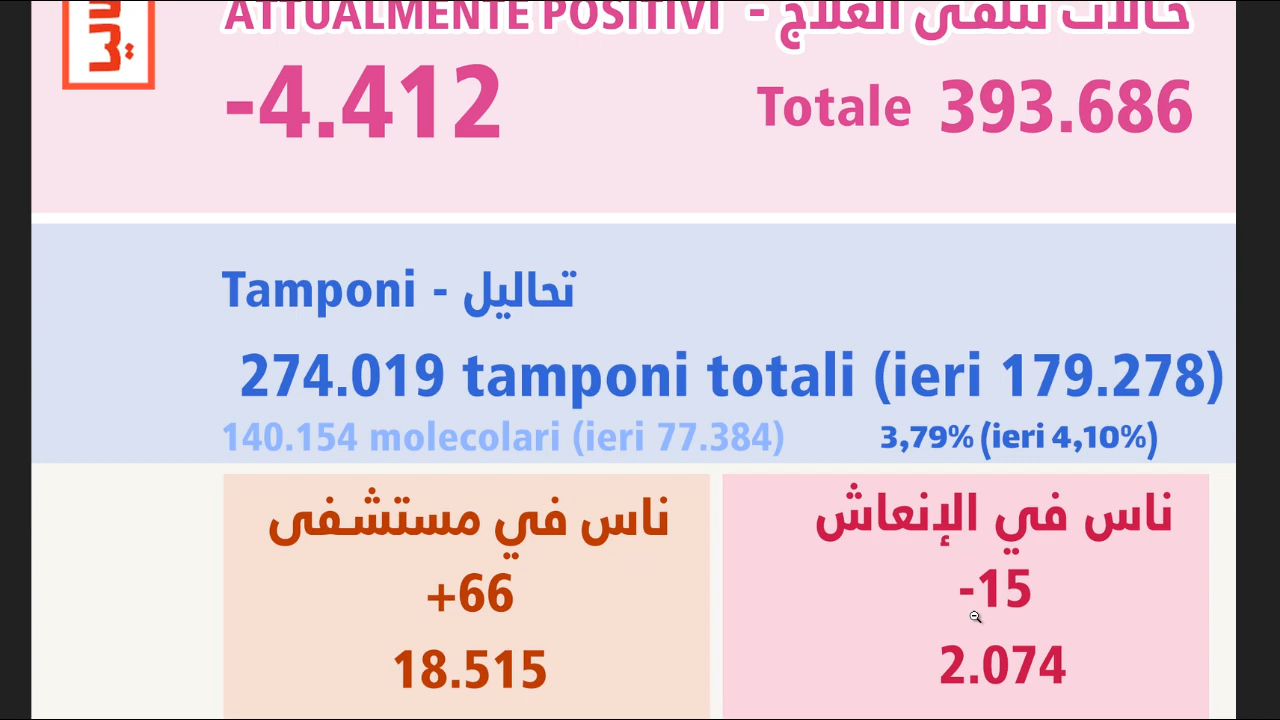 ATTUALMENTE POSITIVI - حالات تتلقى العلاج
-4.412
Totale 393.686
Tamponi - تحاليل
274.019 tamponi totali (ieri 179.278)
140.154 molecolari (ieri 77.384)
3,79% (ieri 4,10%)
ناس في مستشفى
+66
18.515
ناس في الإنعاش
-15
2.074